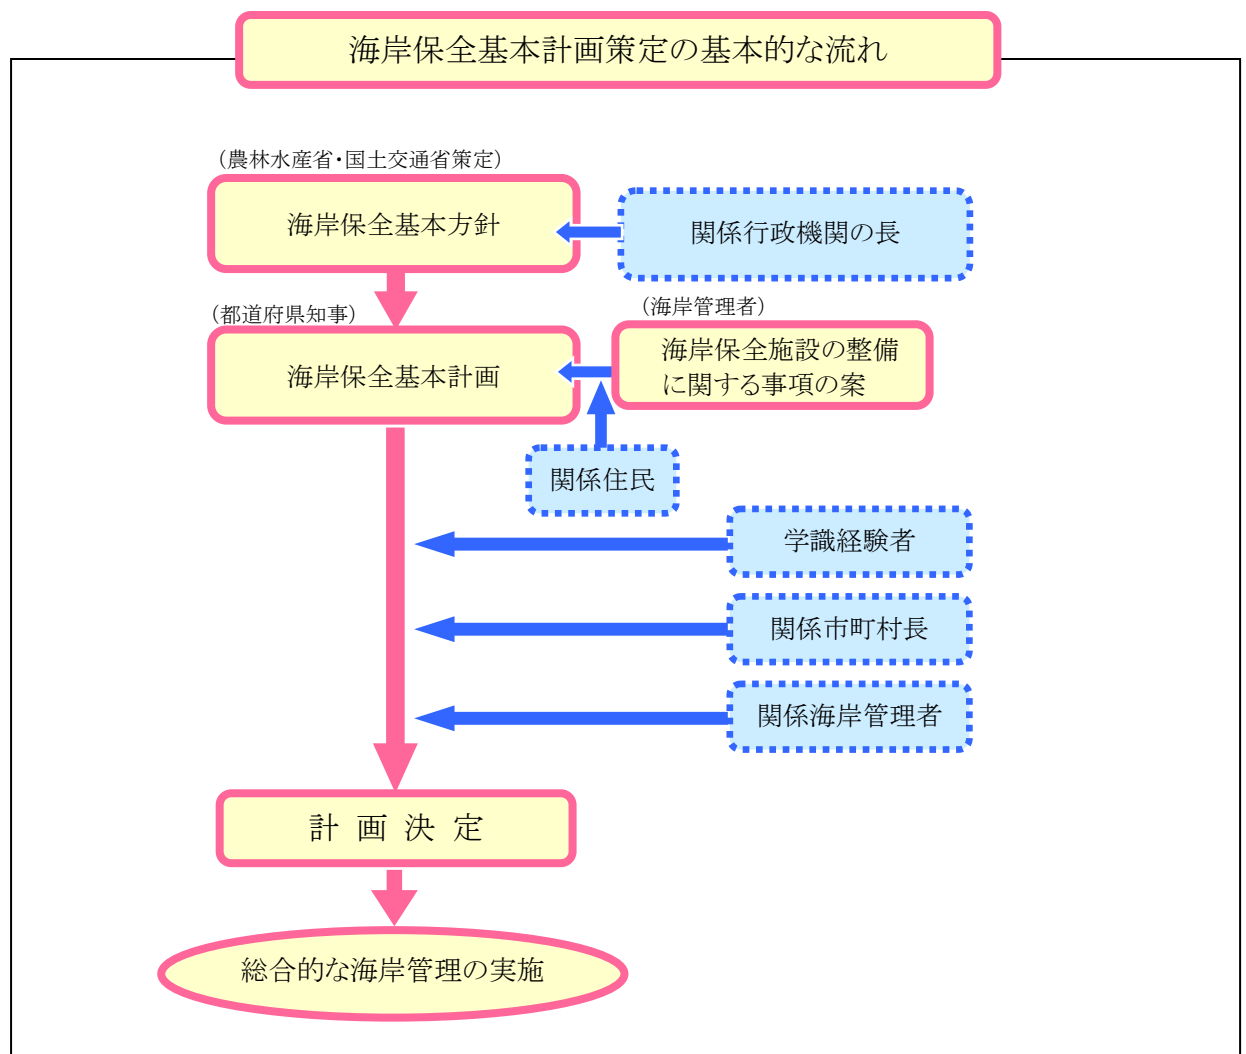 海岸保全基本計画策定の基本的な流れ
（農林水産省・国土交通省策定）
海岸保全基本方針
関係行政機関の長
（都道府県知事）
（海岸管理者）
海岸保全基本計画
海岸保全施設の整備
に関する事項の案
関係住民
学識経験者
関係市町村長
関係海岸管理者
計 画 決 定
総合的な海岸管理の実施